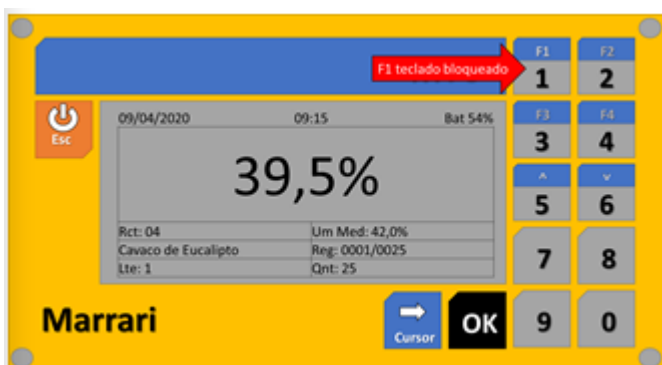 F1 F2
F1 teclado bloqueado
1 2
Esc
09/04/2020 09:15 Bat 54%
F3 F4
3 4
39,5%
^ v
5 6
Rct: 04 Um Med: 42,0%
Cavaco de Eucalipto Reg: 0001/0025
Lte: 1 Qnt: 25
7 8
Marrari
Cursor
OK
9 0